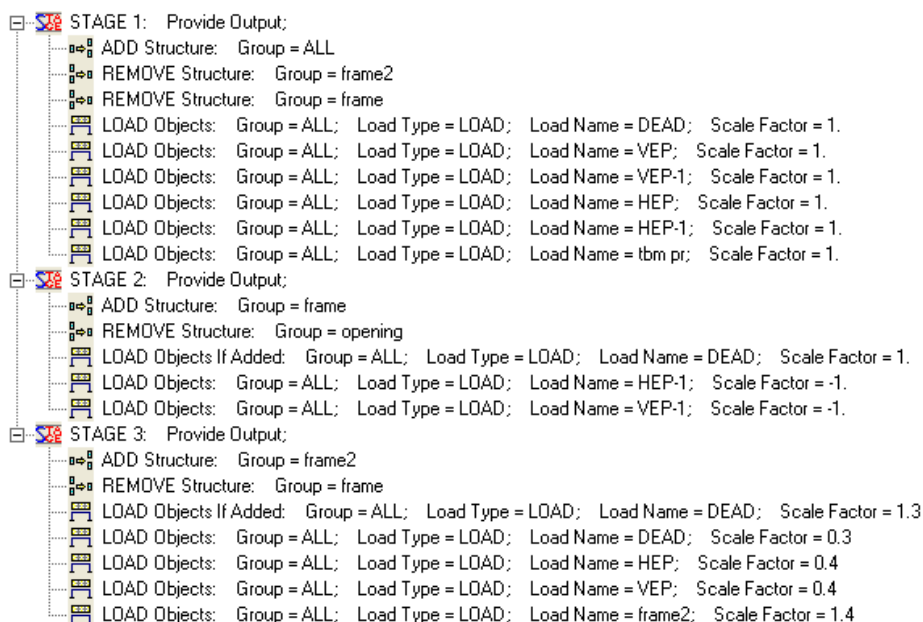 STAGE 1: Provide Output;
ADD Structure: Group = ALL
REMOVE Structure: Group = frame2
REMOVE Structure: Group = frame
LOAD Objects: Group = ALL; Load Type = LOAD; Load Name = DEAD; Scale Factor = 1.
LOAD Objects: Group = ALL; Load Type = LOAD; Load Name = VEP; Scale Factor = 1.
LOAD Objects: Group = ALL; Load Type = LOAD; Load Name = VEP-1; Scale Factor = 1.
LOAD Objects: Group = ALL; Load Type = LOAD; Load Name = HEP; Scale Factor = 1.
LOAD Objects: Group = ALL; Load Type = LOAD; Load Name = HEP-1; Scale Factor = 1.
LOAD Objects: Group = ALL; Load Type = LOAD; Load Name = tbm pr; Scale Factor = 1.
STAGE 2: Provide Output;
ADD Structure: Group = frame
REMOVE Structure: Group = opening
LOAD Objects If Added: Group = ALL; Load Type = LOAD; Load Name = DEAD; Scale Factor = 1.
LOAD Objects: Group = ALL; Load Type = LOAD; Load Name = HEP-1; Scale Factor = -1.
LOAD Objects: Group = ALL; Load Type = LOAD; Load Name = VEP-1; Scale Factor = -1.
STAGE 3: Provide Output;
ADD Structure: Group = frame2
REMOVE Structure: Group = frame
LOAD Objects If Added: Group = ALL; Load Type = LOAD; Load Name = DEAD; Scale Factor = 1.3
LOAD Objects: Group = ALL; Load Type = LOAD; Load Name = DEAD; Scale Factor = 0.3
LOAD Objects: Group = ALL; Load Type = LOAD; Load Name = HEP; Scale Factor = 0.4
LOAD Objects: Group = ALL; Load Type = LOAD; Load Name = VEP; Scale Factor = 0.4
LOAD Objects: Group = ALL; Load Type = LOAD; Load Name = frame2; Scale Factor = 1.4